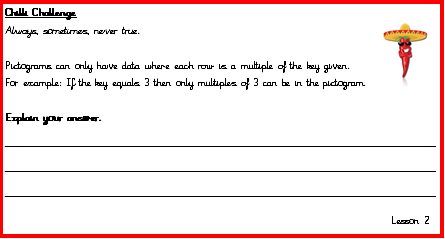 Chilli Challenge
Always, sometimes, never true.
Pictograms can only have data where each row is a multiple of the key given.
For example: If the key equals 3 then only multiples of 3 can be in the pictogram.
Explain your answer.
Lesson 2